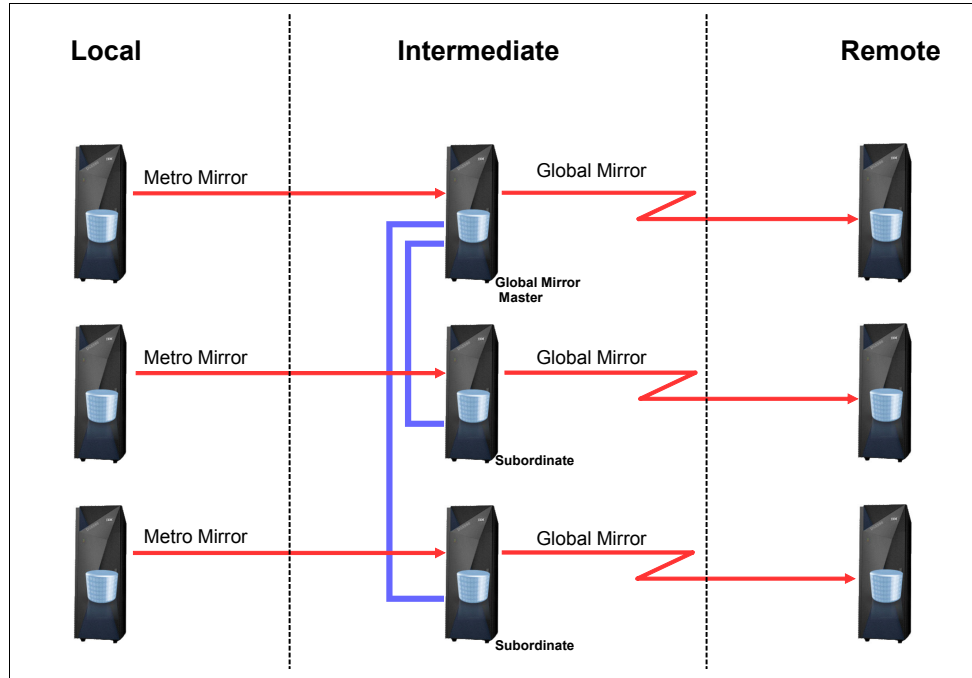 Local
Intermediate
Remote
Metro Mirror
Global Mirror
Global Mirror
Master
Metro Mirror
Global Mirror
Subordinate
Metro Mirror
Global Mirror
Subordinate